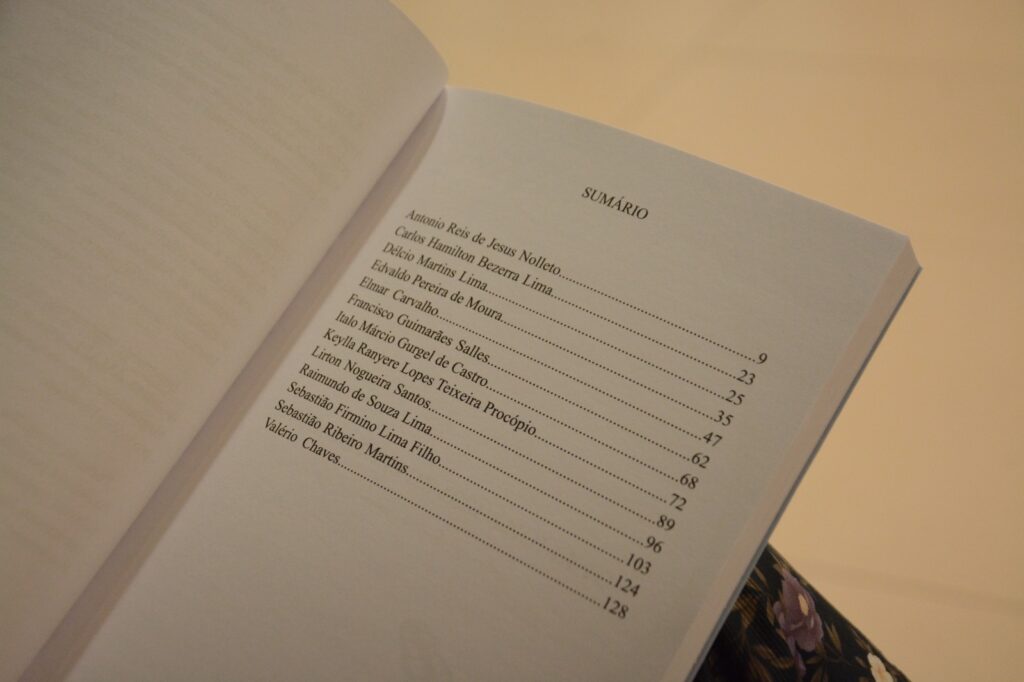 SUMÁRIO
Antonio Reis de Jesus Nolleto........................................9
Carlos Hamilton Bezerra Lima........................................23
Délcio Martins Lima........................................25
Edvaldo Pereira de Moura........................................35
Elmar Carvalho........................................47
Francisco Guimarães Salles........................................62
Italo Márcio Gurgel de Castro........................................68
Keylla Ranyere Lopes Teixeira Procópio........................................72
Lirton Nogueira Santos........................................89
Raimundo de Souza Lima........................................96
Sebastião Firmino Lima Filho........................................103
Sebastião Ribeiro Martins........................................124
Valério Chaves........................................128